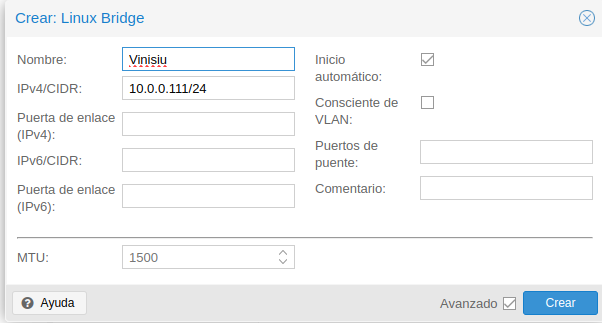 Crear: Linux Bridge
Nombre:
Vinisiu
IPv4/CIDR:
10.0.0.111/24
Puerta de enlace
(IPv4):
IPv6/CIDR:
Puerta de enlace
(IPv6):
Inicio
automático:
Consciente de
VLAN:
Puertos de
puente:
Comentario:
MTU:
1500
Ayuda
Avanzado
Crear